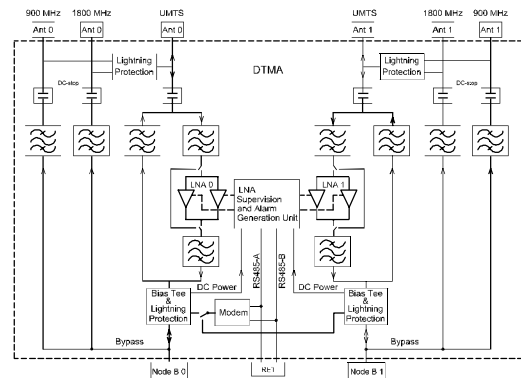 900 MHz 1800 MHz UMTS UMTS 1800 MHz 900 MHz
Ant 0 Ant 0 Ant 0 Ant 1 Ant 1 Ant 1
Lightning
Protection
Lightning
Protection
DTMA
DC-stop
DC-stop
LNA 0
LNA
Supervision
and Alarm
Generation Unit
LNA 1
DC Power
RS485-A
RS485-B
DC Power
Bias Tee
&
Lightning
Protection
Modem
Bias Tee
&
Lightning
Protection
Bypass
Bypass
Node B 0
RET
Node B 1